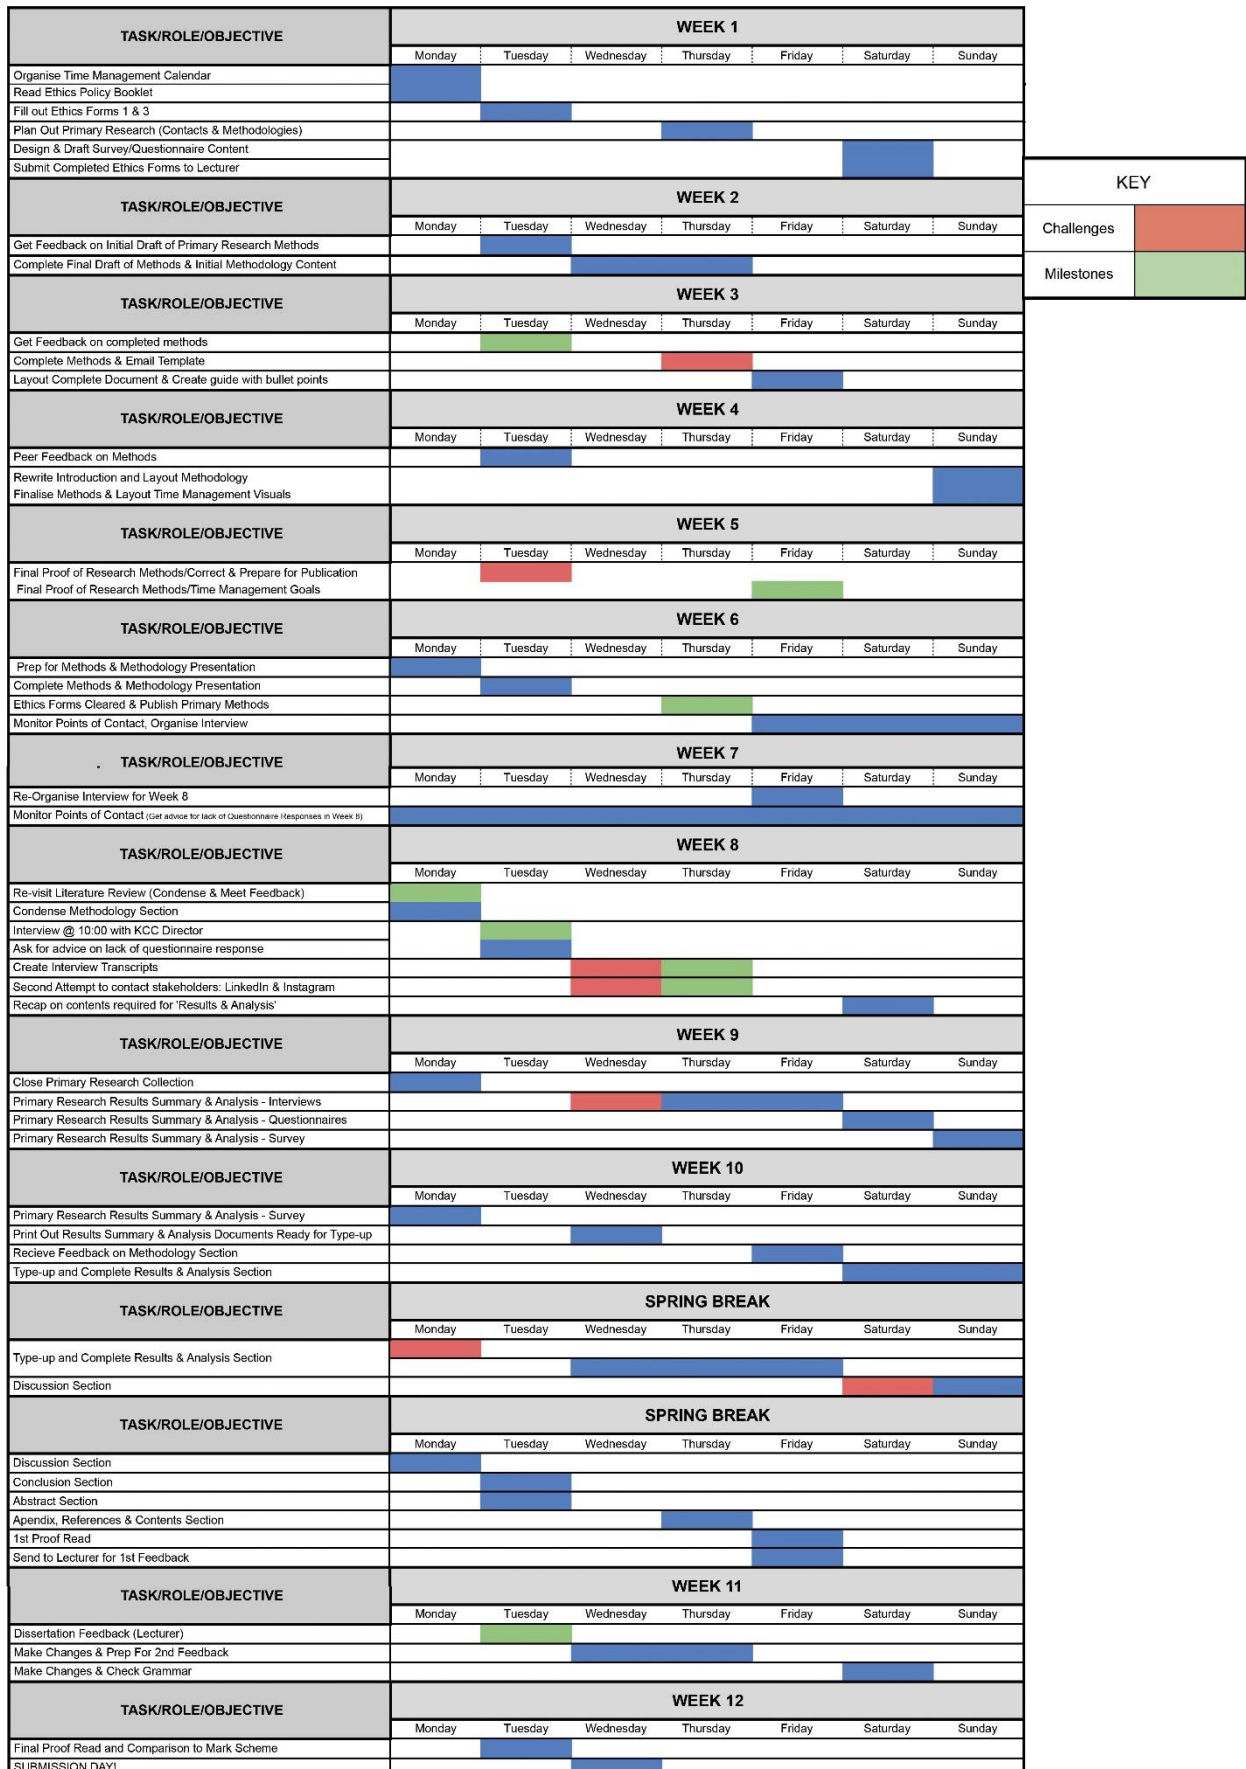 TASK/ROLE/OBJECTIVE
WEEK 1
Monday Tuesday Wednesday Thursday Friday Saturday Sunday
Organise Time Management Calendar
Read Ethics Policy Booklet
Fill out Ethics Forms 1 & 3
Plan Out Primary Research (Contacts & Methodologies)
Design & Draft Survey/Questionnaire Content
Submit Completed Ethics Forms to Lecturer
KEY
Challenges
Milestones
TASK/ROLE/OBJECTIVE
WEEK 2
Monday Tuesday Wednesday Thursday Friday Saturday Sunday
Get Feedback on Initial Draft of Primary Research Methods
Complete Final Draft of Methods & Initial Methodology Content
TASK/ROLE/OBJECTIVE
WEEK 3
Monday Tuesday Wednesday Thursday Friday Saturday Sunday
Get Feedback on completed methods
Complete Methods & Email Template
Layout Complete Document & Create guide with bullet points
TASK/ROLE/OBJECTIVE
WEEK 4
Monday Tuesday Wednesday Thursday Friday Saturday Sunday
Peer Feedback on Methods
Rewrite Introduction and Layout Methodology
Finalise Methods & Layout Time Management Visuals
TASK/ROLE/OBJECTIVE
WEEK 5
Monday Tuesday Wednesday Thursday Friday Saturday Sunday
Final Proof of Research Methods/Correct & Prepare for Publication
Final Proof of Research Methods/Time Management Goals
TASK/ROLE/OBJECTIVE
WEEK 6
Monday Tuesday Wednesday Thursday Friday Saturday Sunday
Prep for Methods & Methodology Presentation
Complete Methods & Methodology Presentation
Ethics Forms Cleared & Publish Primary Methods
Monitor Points of Contact, Organise Interview
TASK/ROLE/OBJECTIVE
WEEK 7
Monday Tuesday Wednesday Thursday Friday Saturday Sunday
Re-Organise Interview for Week 8
Monitor Points of Contact (Get advice for lack of Questionnaire Responses in Week 8)
TASK/ROLE/OBJECTIVE
WEEK 8
Monday Tuesday Wednesday Thursday Friday Saturday Sunday
Re-visit Literature Review (Condense & Meet Feedback)
Condense Methodology Section
Interview @ 10:00 with KCC Director
Ask for advice on lack of questionnaire response
Create Interview Transcripts
Second Attempt to contact stakeholders: LinkedIn & Instagram
Recap on contents required for 'Results & Analysis'
TASK/ROLE/OBJECTIVE
WEEK 9
Monday Tuesday Wednesday Thursday Friday Saturday Sunday
Close Primary Research Collection
Primary Research Results Summary & Analysis - Interviews
Primary Research Results Summary & Analysis - Questionnaires
Primary Research Results Summary & Analysis - Survey
TASK/ROLE/OBJECTIVE
WEEK 10
Monday Tuesday Wednesday Thursday Friday Saturday Sunday
Primary Research Results Summary & Analysis - Survey
Print Out Results Summary & Analysis Documents Ready for Type-up
Recieve Feedback on Methodology Section
Type-up and Complete Results & Analysis Section
TASK/ROLE/OBJECTIVE
SPRING BREAK
Monday Tuesday Wednesday Thursday Friday Saturday Sunday
Type-up and Complete Results & Analysis Section
Discussion Section
TASK/ROLE/OBJECTIVE
SPRING BREAK
Monday Tuesday Wednesday Thursday Friday Saturday Sunday
Discussion Section
Conclusion Section
Abstract Section
Apendix, References & Contents Section
1st Proof Read
Send to Lecturer for 1st Feedback
TASK/ROLE/OBJECTIVE
WEEK 11
Monday Tuesday Wednesday Thursday Friday Saturday Sunday
Dissertation Feedback (Lecturer)
Make Changes & Prep For 2nd Feedback
Make Changes & Check Grammar
TASK/ROLE/OBJECTIVE
WEEK 12
Monday Tuesday Wednesday Thursday Friday Saturday Sunday
Final Proof Read and Comparison to Mark Scheme
SUBMISSION DAY!